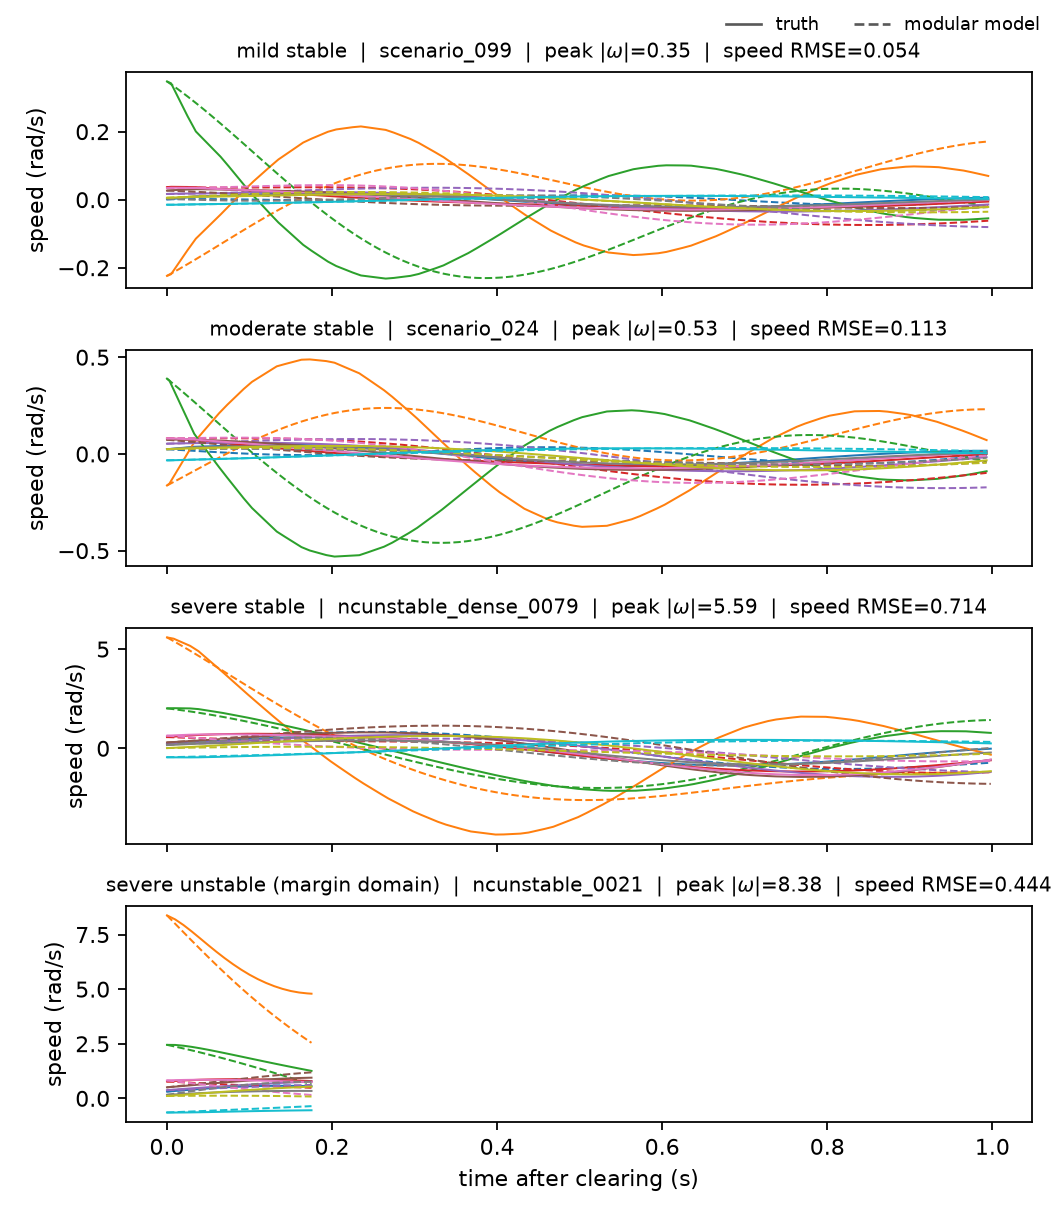 truth modular model
mild stable | scenario_099 | peak |ω|=0.35 | speed RMSE=0.054
speed (rad/s)
0.2
0.0
−0.2
moderate stable | scenario_024 | peak |ω|=0.53 | speed RMSE=0.113
speed (rad/s)
0.5
0.0
−0.5
severe stable | ncunstable_dense_0079 | peak |ω|=5.59 | speed RMSE=0.714
speed (rad/s)
5
0
severe unstable (margin domain) | ncunstable_0021 | peak |ω|=8.38 | speed RMSE=0.444
speed (rad/s)
7.5
5.0
2.5
0.0
0.0 0.2 0.4 0.6 0.8 1.0
time after clearing (s)